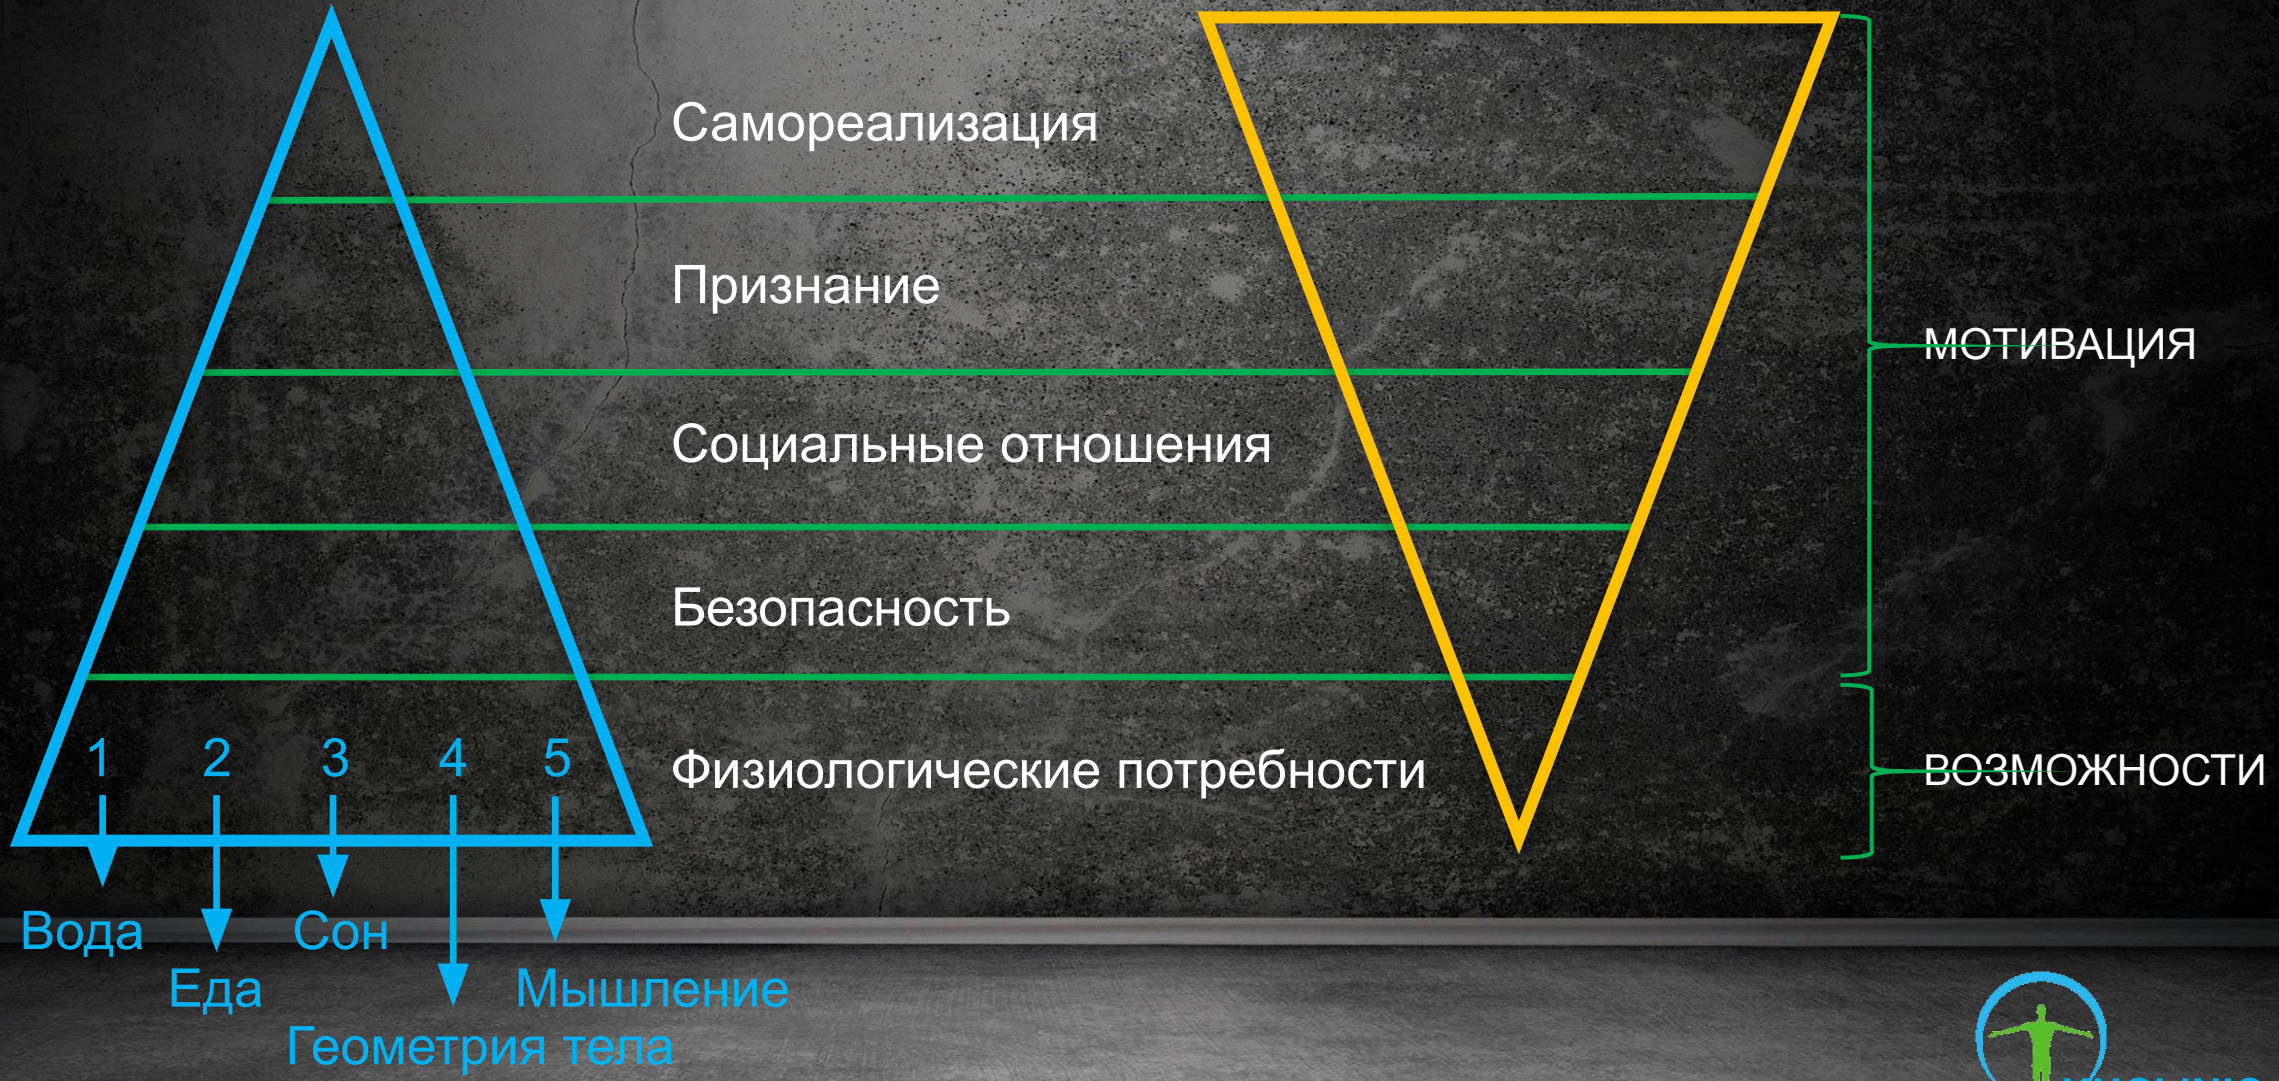 Самореализация
Признание
МОТИВАЦИЯ
Социальные отношения
Безопасность
1 2 3 4 5
Физиологические потребности
ВОЗМОЖНОСТИ
Вода
Сон
Еда
Мышление
Геометрия тела